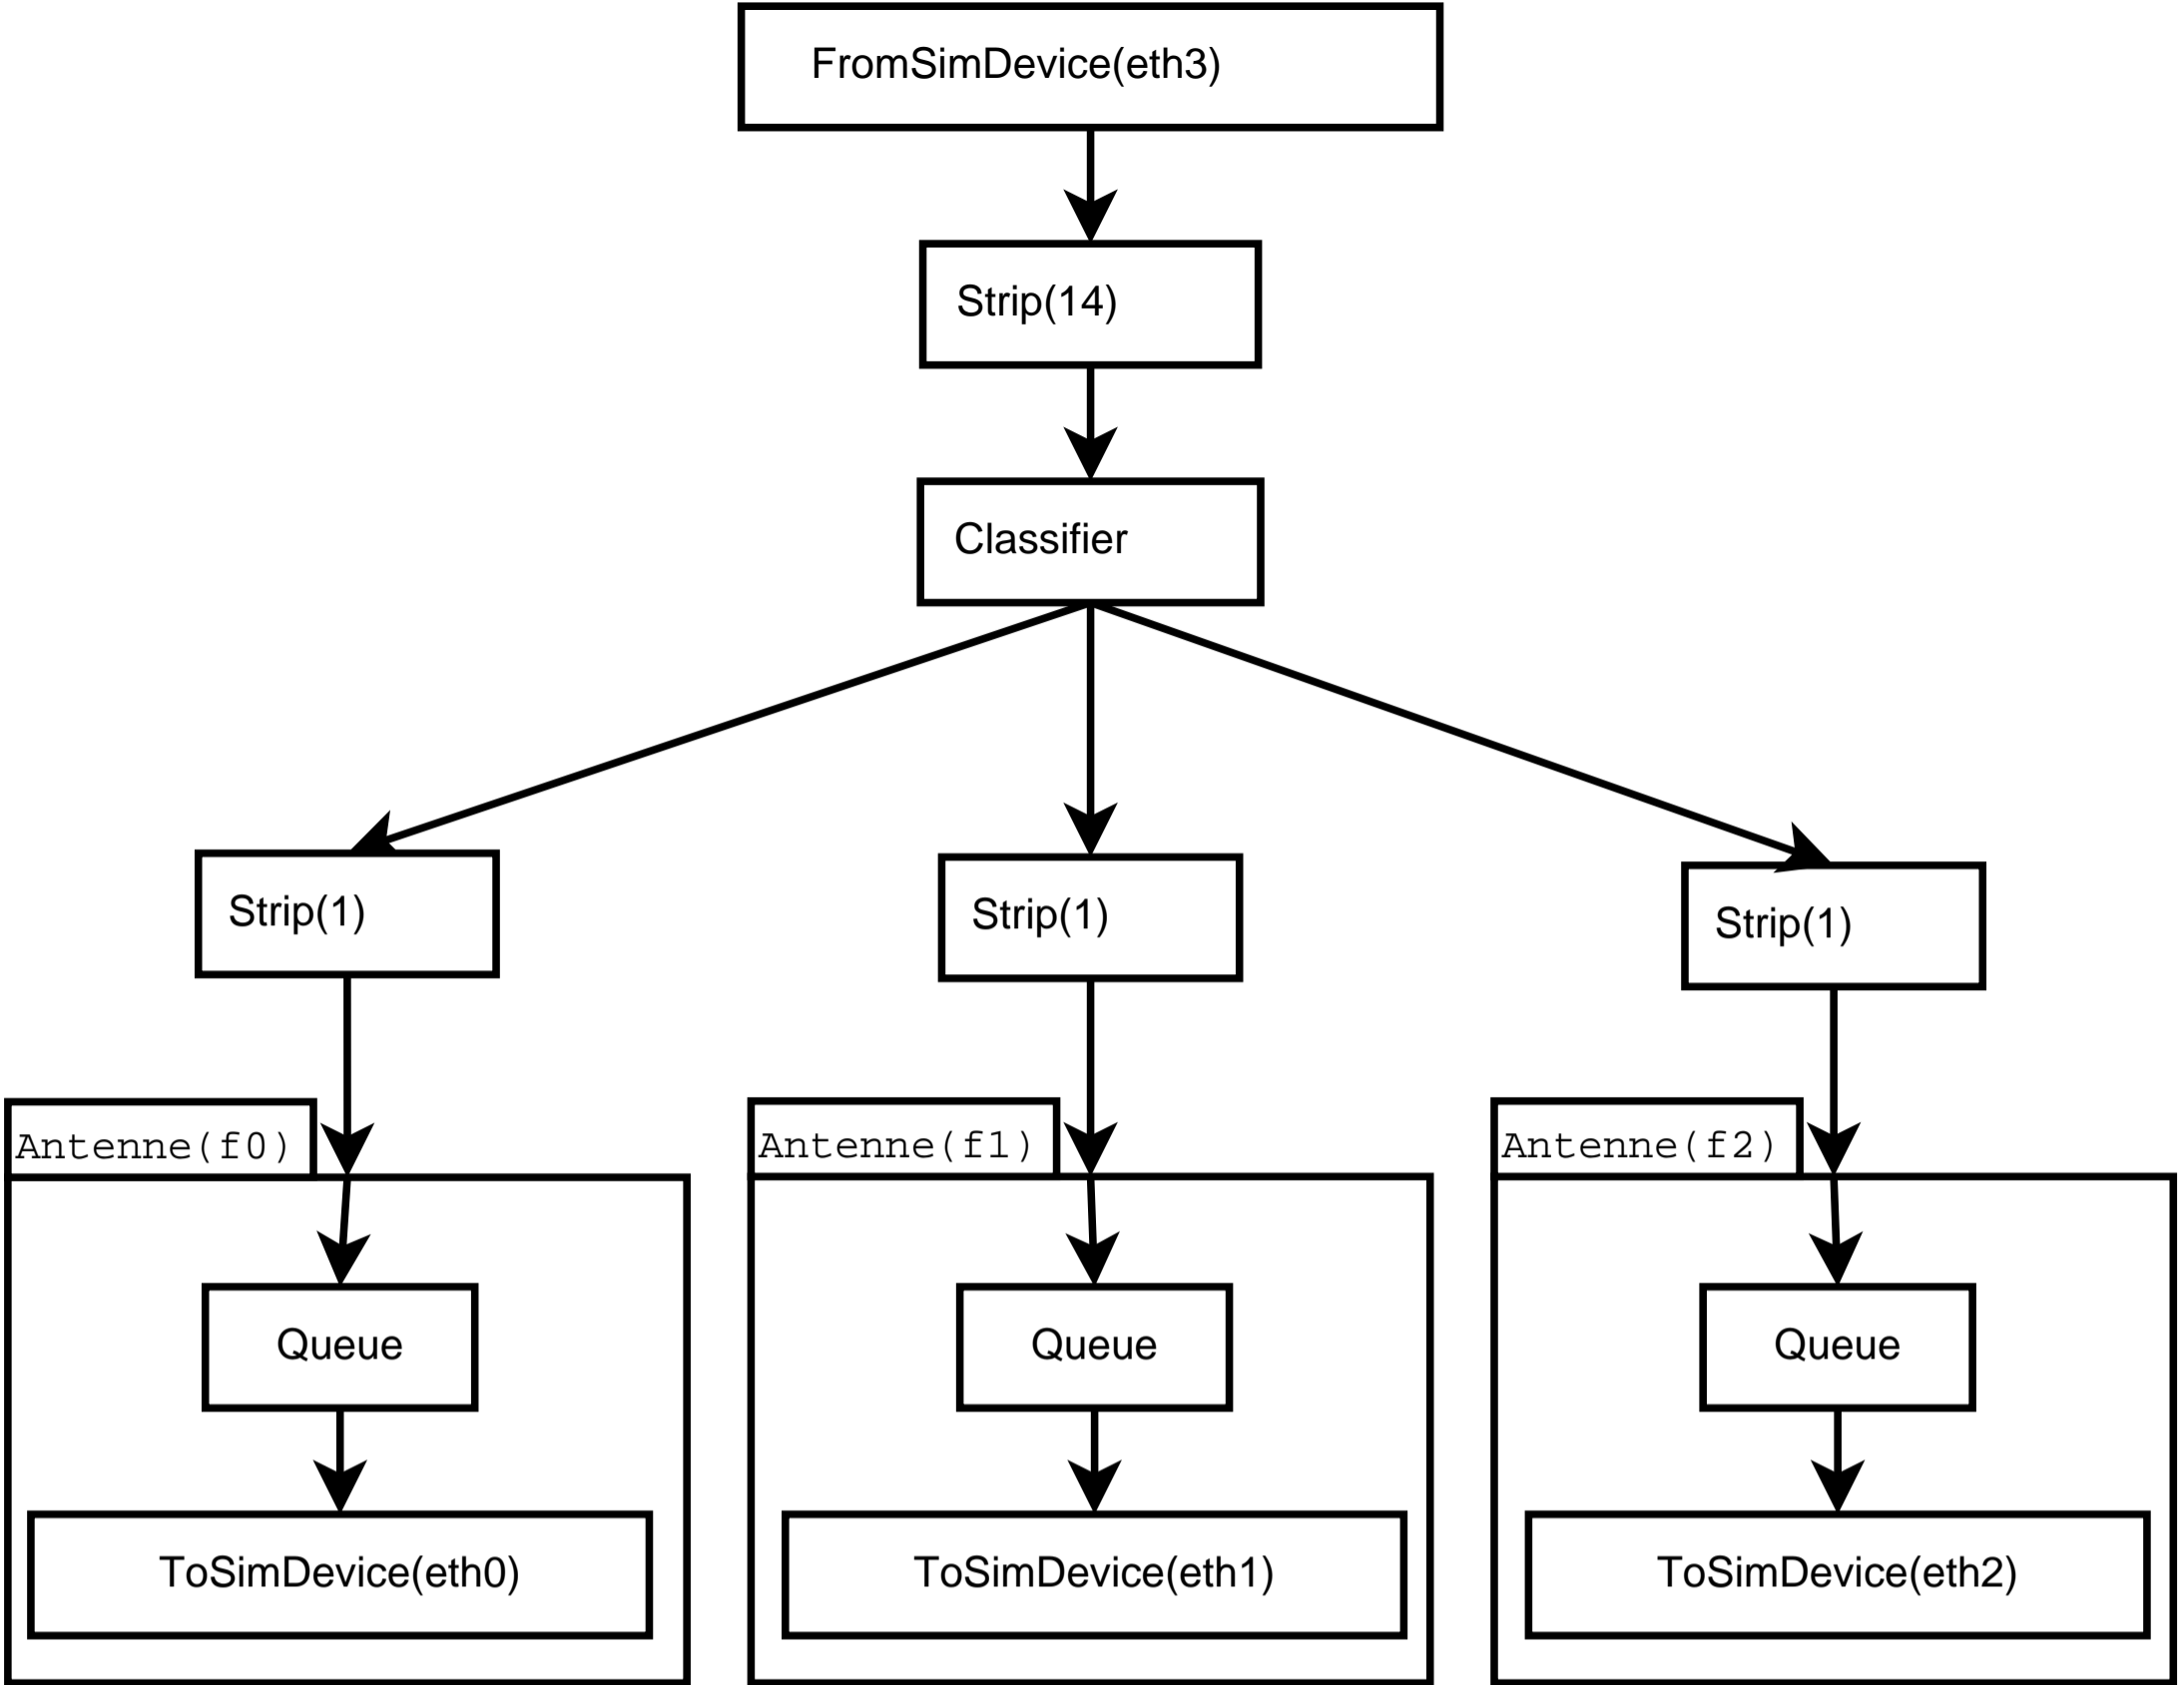 FromSimDevice(eth3)
Strip(14)
Classifier
Strip(1)
Strip(1)
Strip(1)
Antenne(f0)
Antenne(f1)
Antenne(f2)
Queue
Queue
Queue
ToSimDevice(eth0)
ToSimDevice(eth1)
ToSimDevice(eth2)